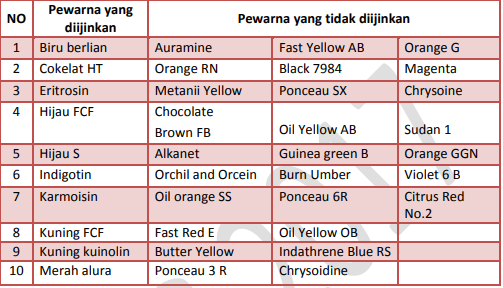 NO Pewarna yang diijinkan Pewarna yang tidak diijinkan
1 Biru berlian Auramine Fast Yellow AB Orange G
2 Cokelat HT Orange RN Black 7984 Magenta
3 Eritrosin Metanii Yellow Ponceau SX Chrysoine
4 Hijau FCF Chocolate Brown FB Oil Yellow AB Sudan 1
5 Hijau S Alkanet Guinea green B Orange GGN
6 Indigotin Orchil and Orcein Burn Umber Violet 6 B
7 Karmoisin Oil orange SS Ponceau 6R Citrus Red No.2
8 Kuning FCF Fast Red E Oil Yellow OB
9 Kuning kuinolin Butter Yellow Indathrene Blue RS
10 Merah alura Ponceau 3 R Chrysoidine